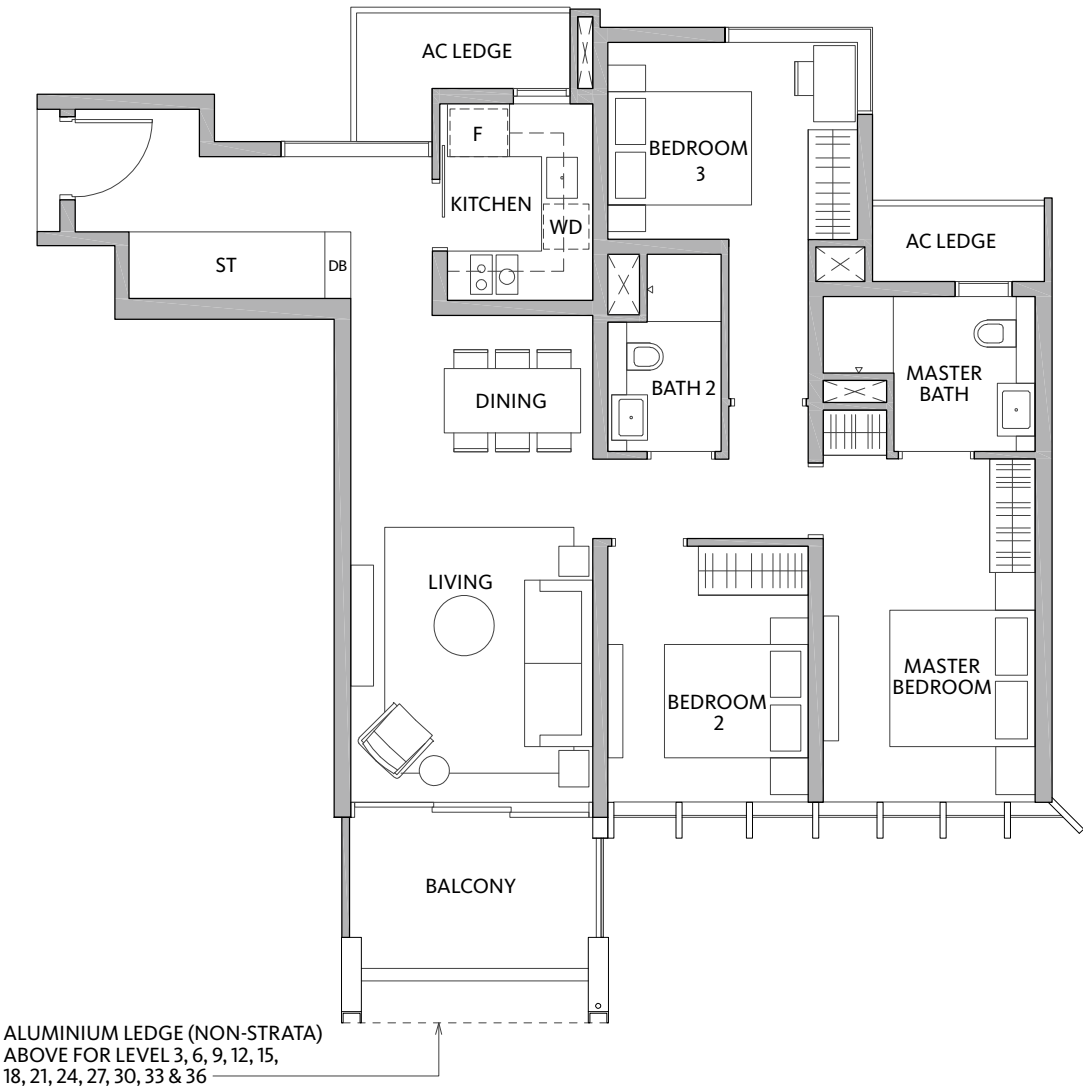 AC LEDGE
F
BEDROOM
3
KITCHEN
WD
AC LEDGE
ST
DB
BATH 2
MASTER
BATH
DINING
LIVING
MASTER
BEDROOM
BEDROOM
2
BALCONY
ALUMINIUM LEDGE (NON-STRATA)
ABOVE FOR LEVEL 3, 6, 9, 12, 15,
18, 21, 24, 27, 30, 33 & 36